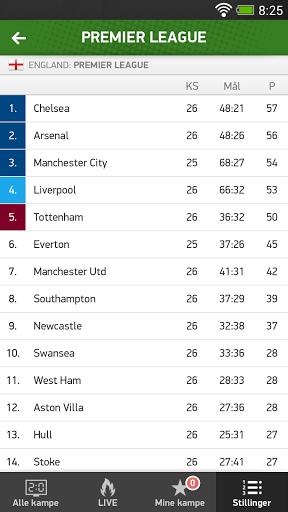 8:25
PREMIER LEAGUE
ENGLAND: PREMIER LEAGUE
KS Mål P
1. Chelsea 26 48:21 57
2. Arsenal 26 48:26 56
3. Manchester City 25 68:27 54
4. Liverpool 26 66:32 53
5. Tottenham 26 36:32 50
6. Everton 25 37:26 45
7. Manchester Utd 26 41:31 42
8. Southampton 26 37:29 39
9. Newcastle 26 32:38 37
10. Swansea 26 33:36 28
11. West Ham 26 28:33 28
12. Aston Villa 26 27:36 28
13. Hull 26 25:31 27
14. Stoke 26 27:41 27
2:0 0 1 2 3
Alle kampe LIVE Mine kampe Stillinger